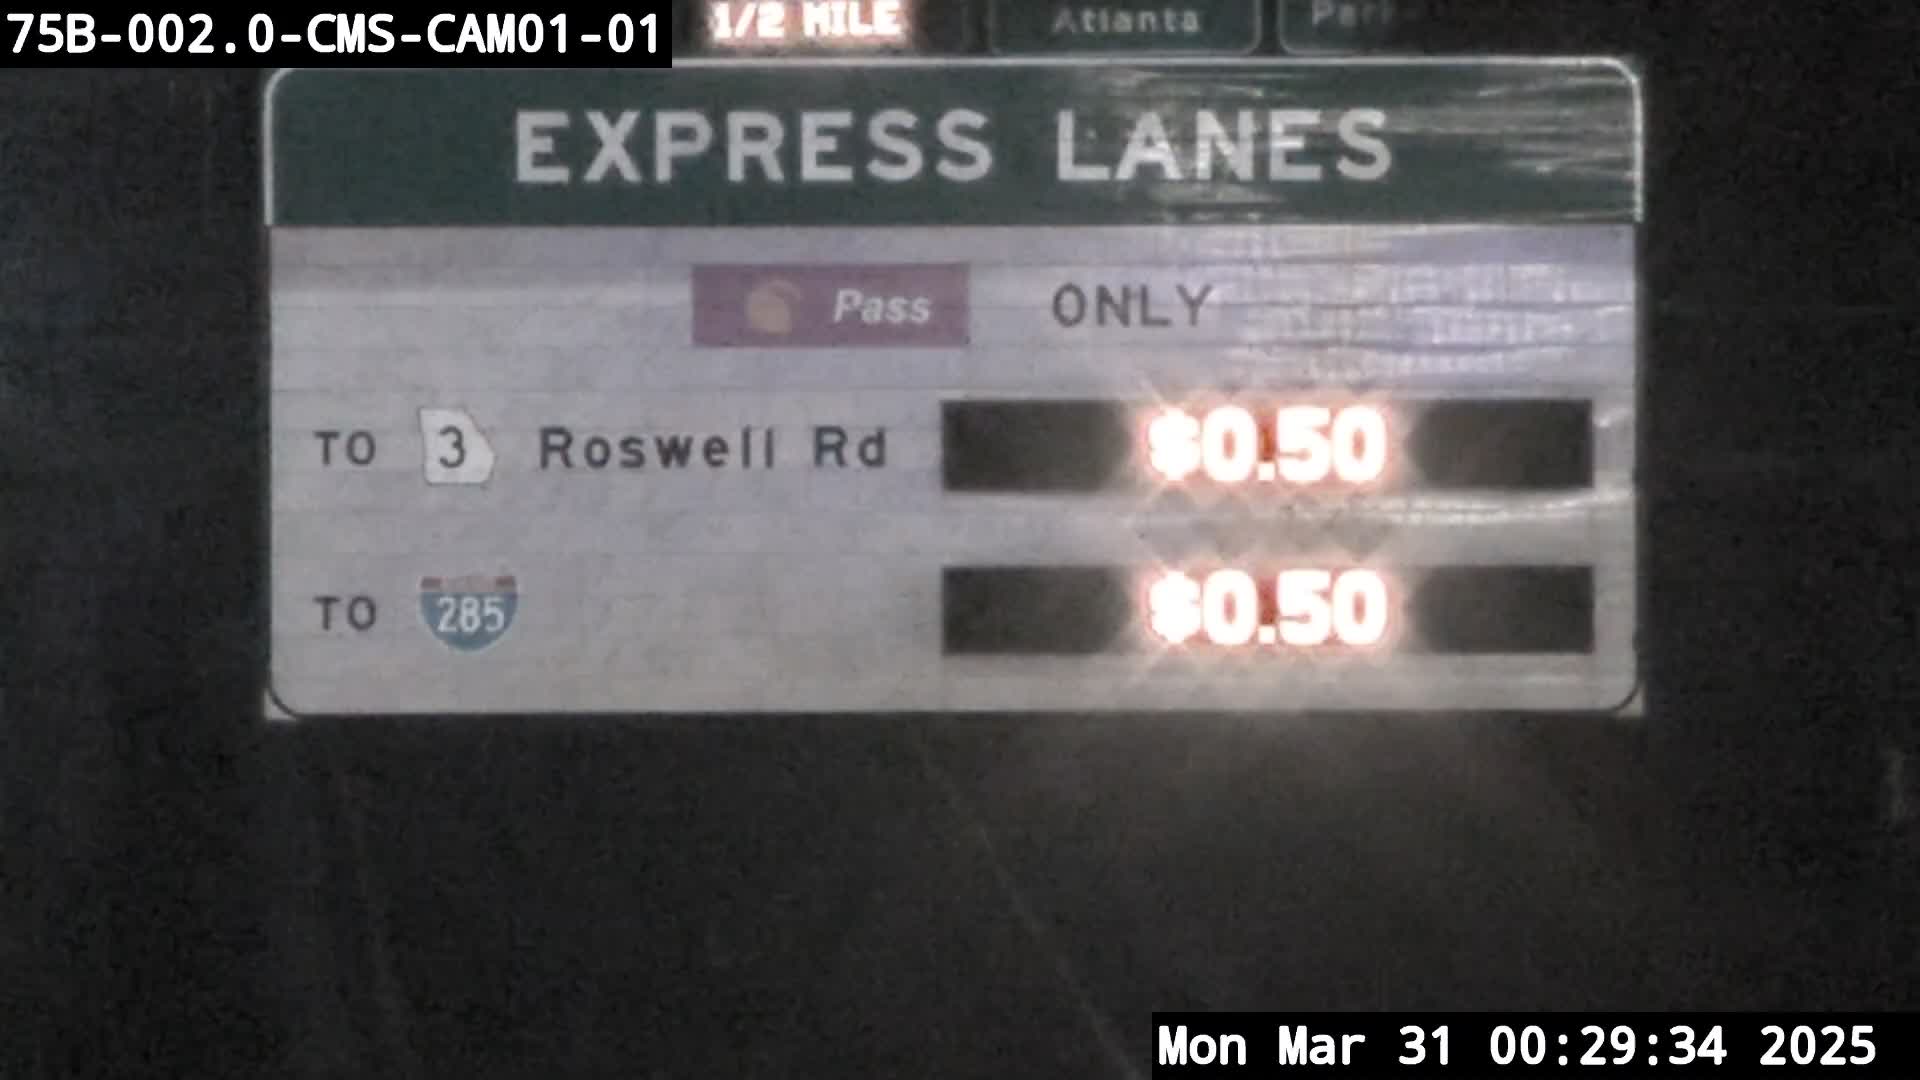 75B-002.0-CMS-CAM01-01
1/2 MILE
Atlanta
EXPRESS LANES
Pass ONLY
TO 3 Roswell Rd $0.50
TO 285 $0.50
Mon Mar 31 00:29:34 2025